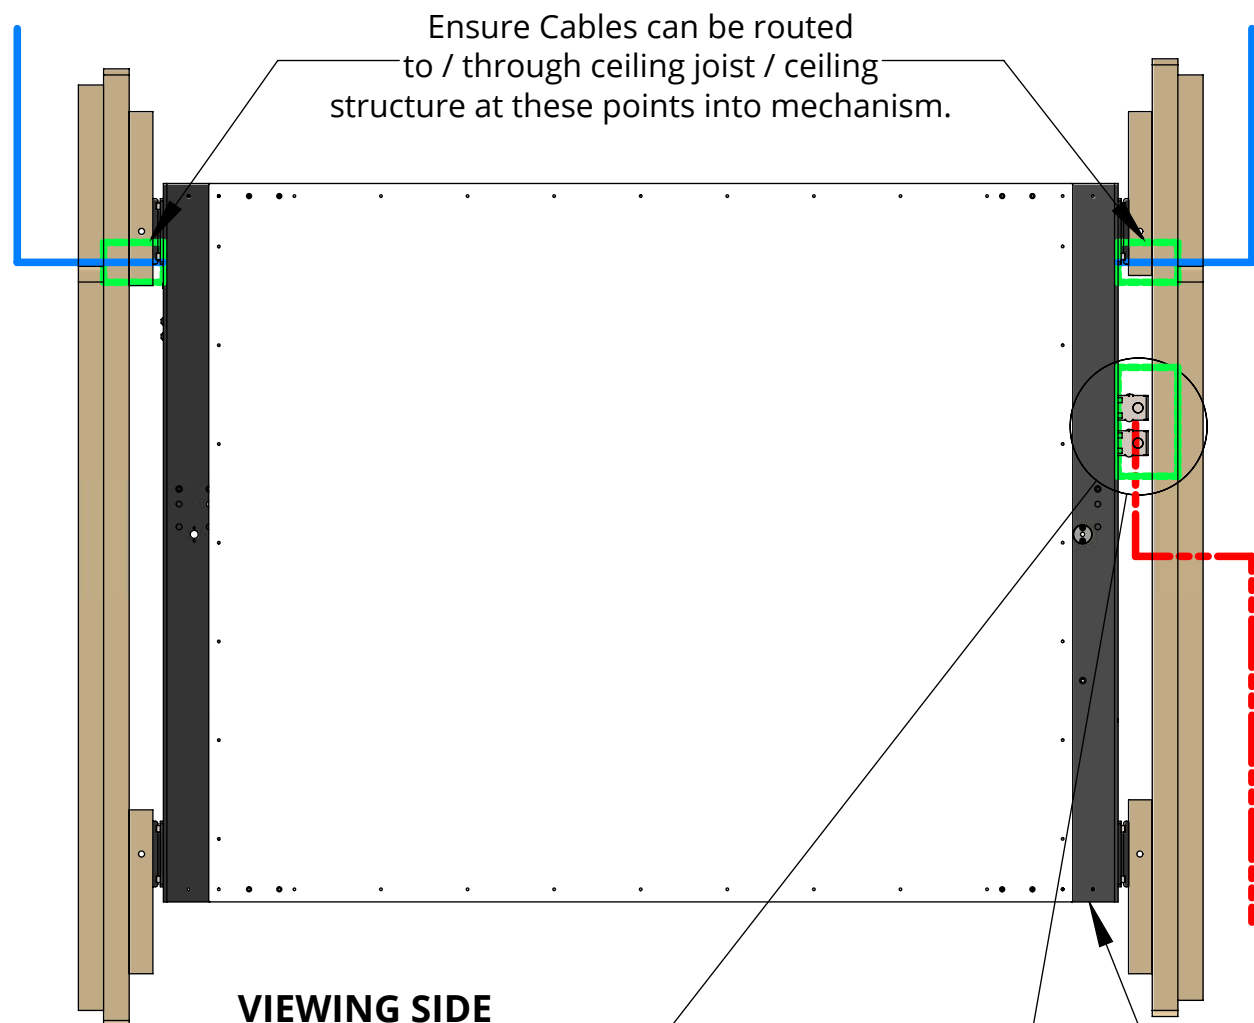 Ensure Cables can be routed
to / through ceiling joist / ceiling
structure at these points into mechanism.
VIEWING SIDE